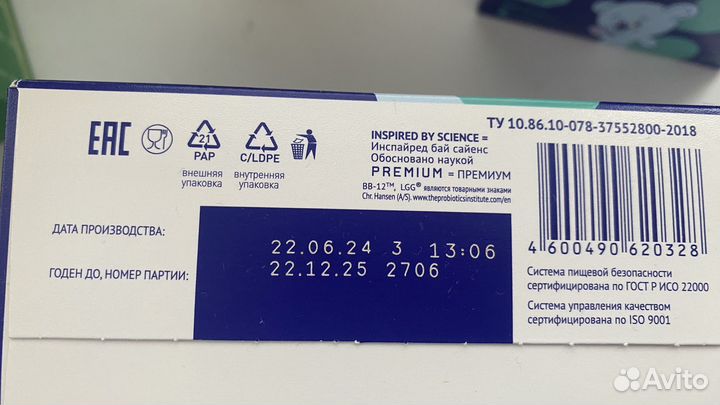 ТУ 10.86.10-078-37552800-2018
EAC
21
PAP
внешняя
упаковка
C/LDPE
внутренняя
упаковка
INSPIRED BY SCIENCE =
Инспайред бай сайенс
Обосновано наукой
PREMIUM = ПРЕМИУМ
BB-12™, LGG® являются товарными знаками
Chr. Hansen (A/S). www.theprobioticsinstitute.com/en
4 600490 620328
ДАТА ПРОИЗВОДСТВА:
22.06.24 3 13:06
ГОДЕН ДО, НОМЕР ПАРТИИ:
22.12.25 2706
Система пищевой безопасности
сертифицирована по ГОСТ Р ИСО 22000
Система управления качеством
сертифицирована по ISO 9001
Avito